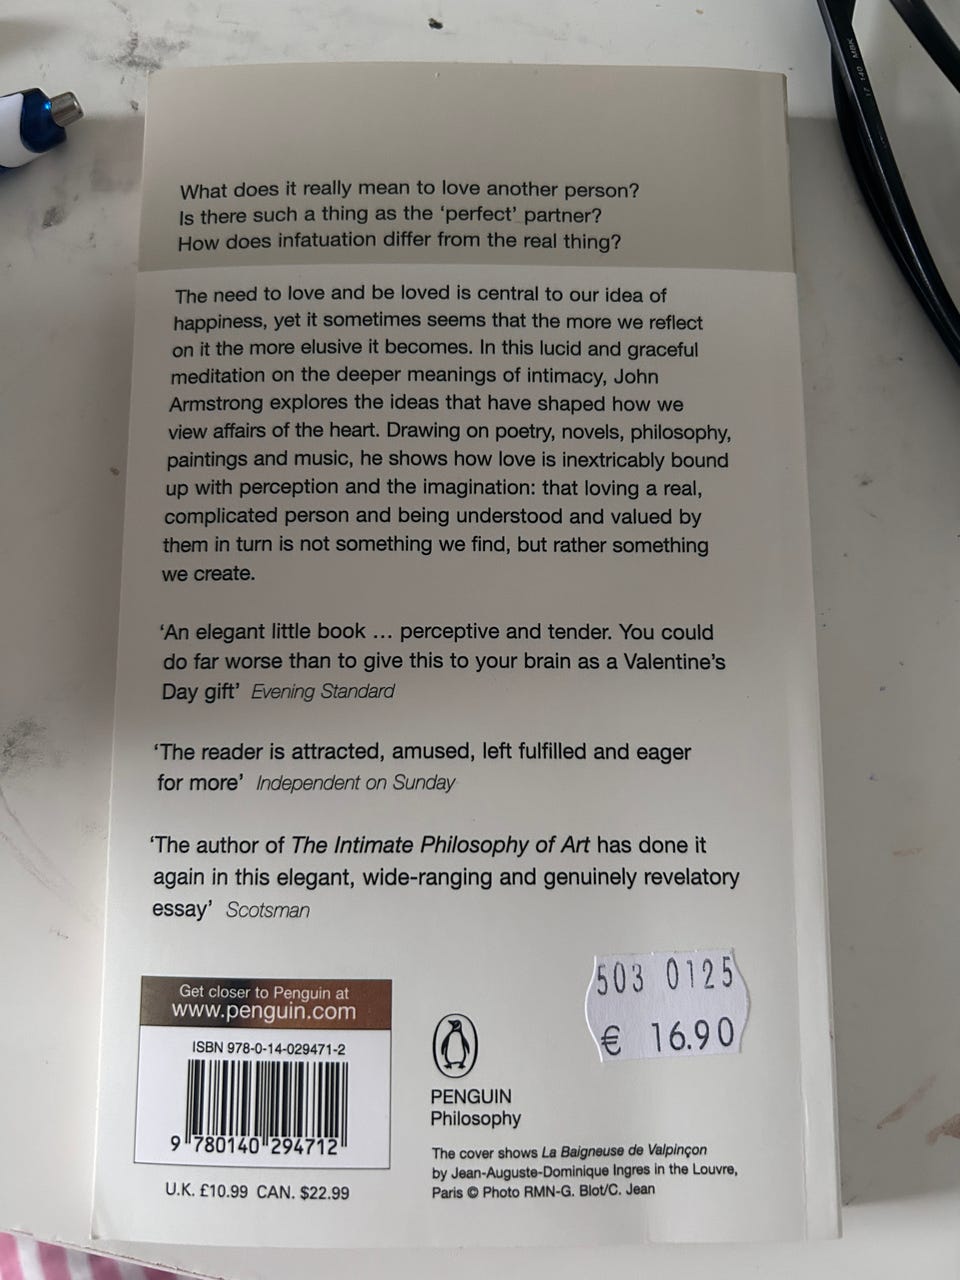 What does it really mean to love another person?
Is there such a thing as the ‘perfect’ partner?
How does infatuation differ from the real thing?
The need to love and be loved is central to our idea of
happiness, yet it sometimes seems that the more we reflect
on it the more elusive it becomes. In this lucid and graceful
meditation on the deeper meanings of intimacy, John
Armstrong explores the ideas that have shaped how we
view affairs of the heart. Drawing on poetry, novels, philosophy,
paintings and music, he shows how love is inextricably bound
up with perception and the imagination: that loving a real,
complicated person and being understood and valued by
them in turn is not something we find, but rather something
we create.
‘An elegant little book … perceptive and tender. You could
do far worse than to give this to your brain as a Valentine’s
Day gift’ Evening Standard
‘The reader is attracted, amused, left fulfilled and eager
for more’ Independent on Sunday
‘The author of The Intimate Philosophy of Art has done it
again in this elegant, wide-ranging and genuinely revelatory
essay’ Scotsman
503 0125
€ 16.90
Get closer to Penguin at
www.penguin.com
ISBN 978-0-14-029471-2
9 780140 294712
U.K. £10.99 CAN. $22.99
PENGUIN
Philosophy
The cover shows La Baigneuse de Valpinçon
by Jean-Auguste-Dominique Ingres in the Louvre,
Paris © Photo RMN-G. Blot/C. Jean
17 140 MBK